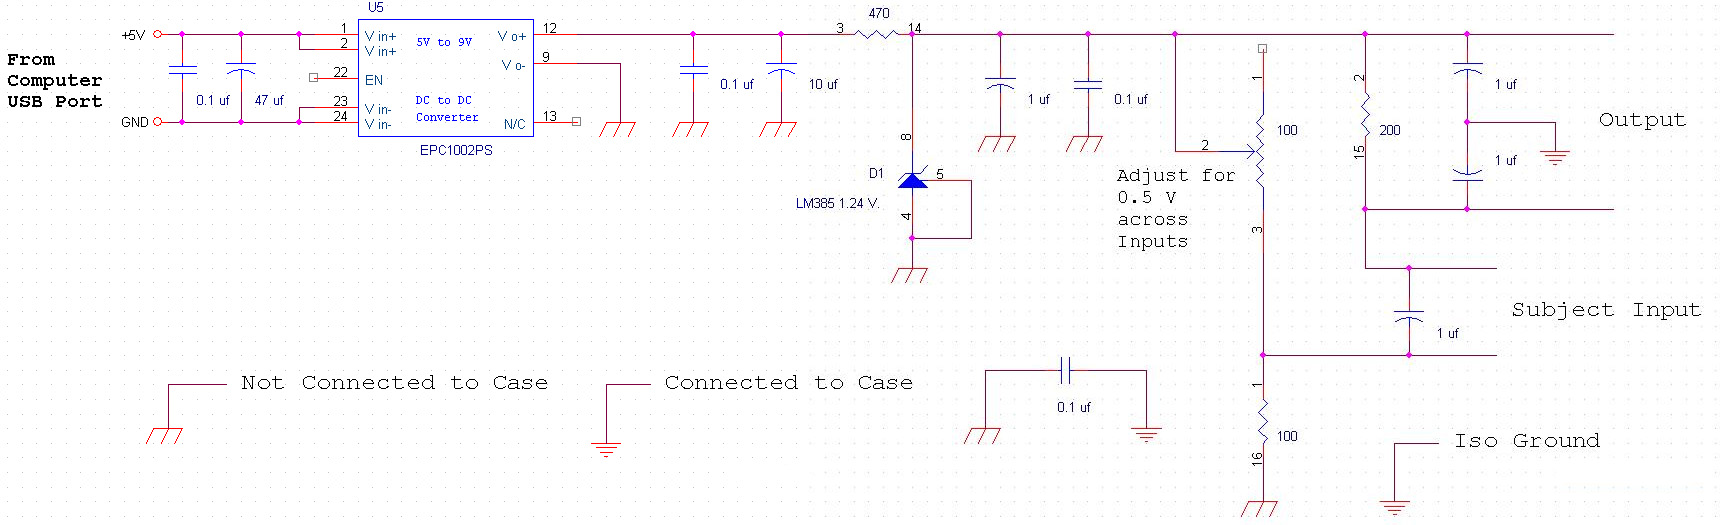 U5
+5V
1
2
22
23
24
V in+
V in+
EN
V in-
V in-
5V to 9V
DC to DC
Converter
V o+
V o-
N/C
12
9
13
EPC1002PS
From
Computer
USB Port
GND
0.1 uf
47 uf
0.1 uf
10 uf
3
470
14
8
D1
5
LM385 1.24 V.
4
1 uf
0.1 uf
1
100
2
3
Adjust for
0.5 V
across
Inputs
2
200
15
1 uf
1 uf
Output
Subject Input
1 uf
Not Connected to Case
Connected to Case
0.1 uf
1
100
16
Iso Ground